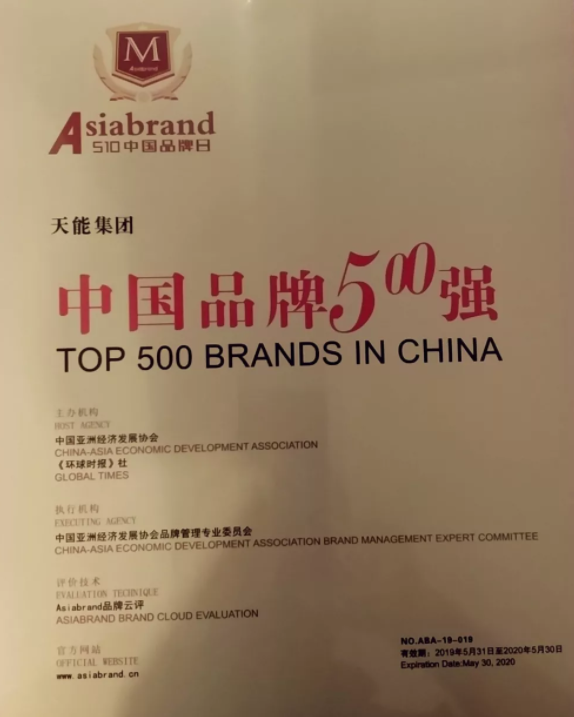 M
Asiabrand
Asiabrand
510中国品牌日
天能集团
中国品牌500强
TOP 500 BRANDS IN CHINA
主办机构
HOST AGENCY
中国亚洲经济发展协会
CHINA-ASIA ECONOMIC DEVELOPMENT ASSOCIATION
《环球时报》社
GLOBAL TIMES
执行机构
EXECUTING AGENCY
中国亚洲经济发展协会品牌管理专业委员会
CHINA-ASIA ECONOMIC DEVELOPMENT ASSOCIATION BRAND MANAGEMENT EXPERT COMMITTEE
评价技术
EVALUATION TECHNIQUE
Asiabrand品牌云评
ASIABRAND BRAND CLOUD EVALUATION
官方网站
OFFICIAL WEBSITE
www.asiabrand.cn
NO.ABA-19-019
有效期：2019年5月31日至2020年5月30日
Expiration Date:May 30, 2020